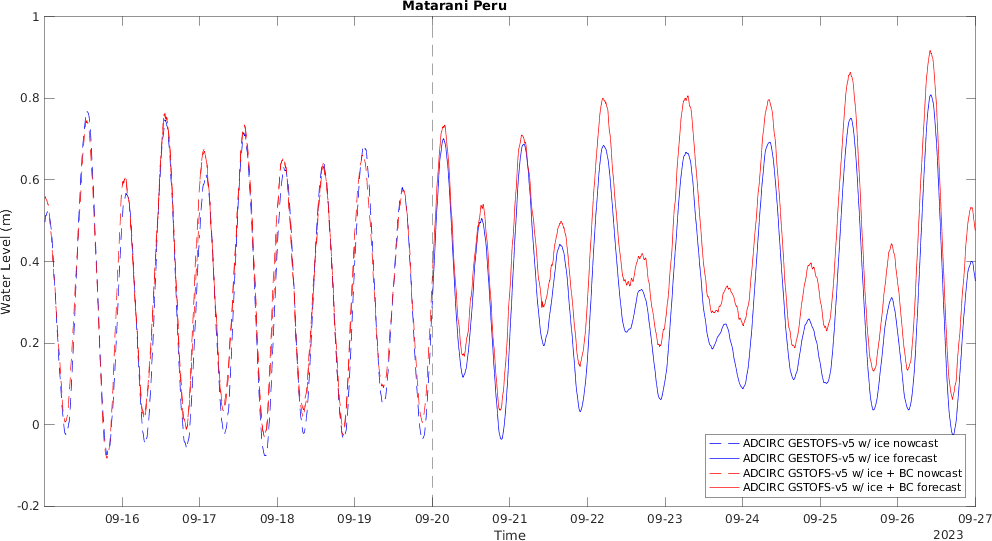 Matarani Peru
Water Level (m)
1
0.8
0.6
0.4
0.2
0
-0.2
09-16 09-17 09-18 09-19 09-20 09-21 09-22 09-23 09-24 09-25 09-26 09-27
Time
2023
ADCIRC GESTOFS-v5 w/ ice nowcast
ADCIRC GESTOFS-v5 w/ ice forecast
ADCIRC GSTOFS-v5 w/ ice + BC nowcast
ADCIRC GSTOFS-v5 w/ ice + BC forecast